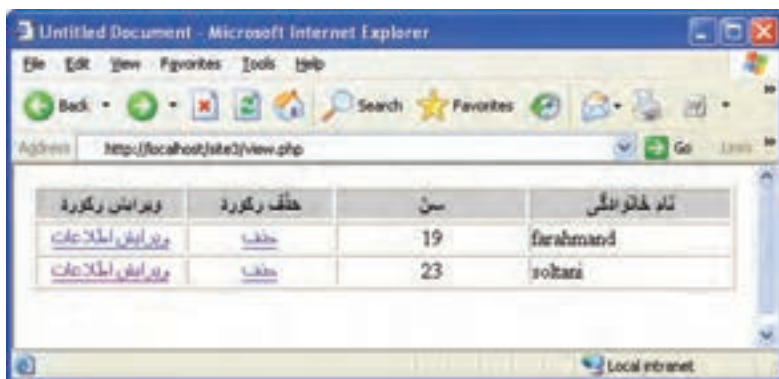 Untitled Document - Microsoft Internet Explorer
File Edit View Favorites Tools Help
Back Search Favorites
Address http://localhost/site3/view.php Go Links
نام خانوادگی سن حذف رکورد ویرایش رکورد
farahmand 19 حذف ویرایش اطلاعات
soltani 23 حذف ویرایش اطلاعات
Local intranet